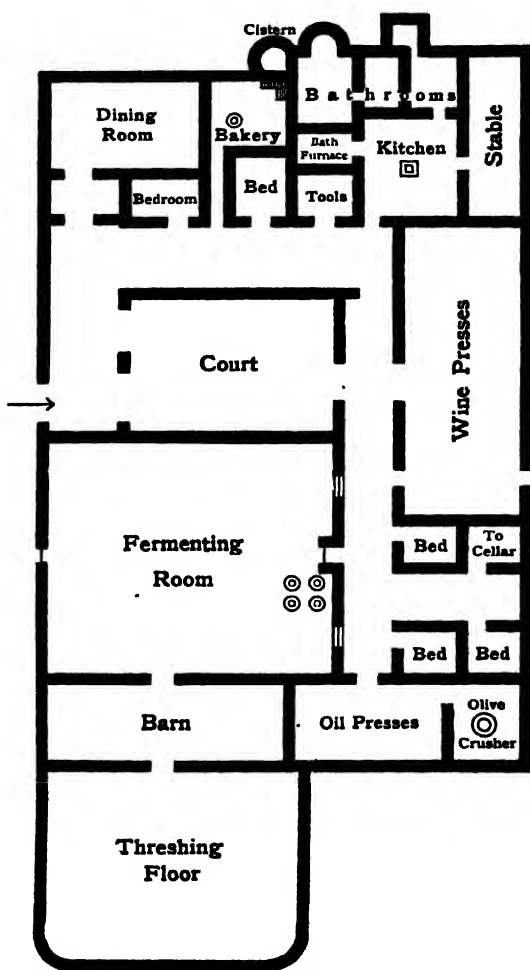 Cistern
Dining
Room
Bakery
Bathrooms
Bath
Furnace
Kitchen
Stable
Bedroom
Bed
Tools
Court
Wine Presses
Fermenting
Room
Bed
To
Cellar
Bed
Bed
Barn
Oil Presses
Olive
Crusher
Threshing
Floor